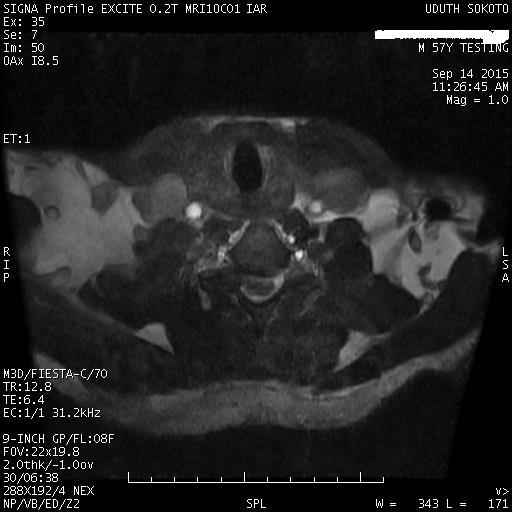 SIGNA Profile EXCITE 0.2T MRI10C01 IAR
Ex: 35
Se: 7
Im: 50
OAx I8.5
UDUTH SOKOTO
M 57Y TESTING
Sep 14 2015
11:26:45 AM
Mag = 1.0
ET:1
R
I
P
L
S
A
M3D/FIESTA-C/70
TR:12.8
TE:6.4
EC:1/1 31.2kHz
9-INCH GP/FL:08F
FOV:22x19.8
2.0thk/-1.0ov
30/06:38
288X192/4 NEX
NP/VB/ED/Z2
SPL
v>
W = 343 L = 171